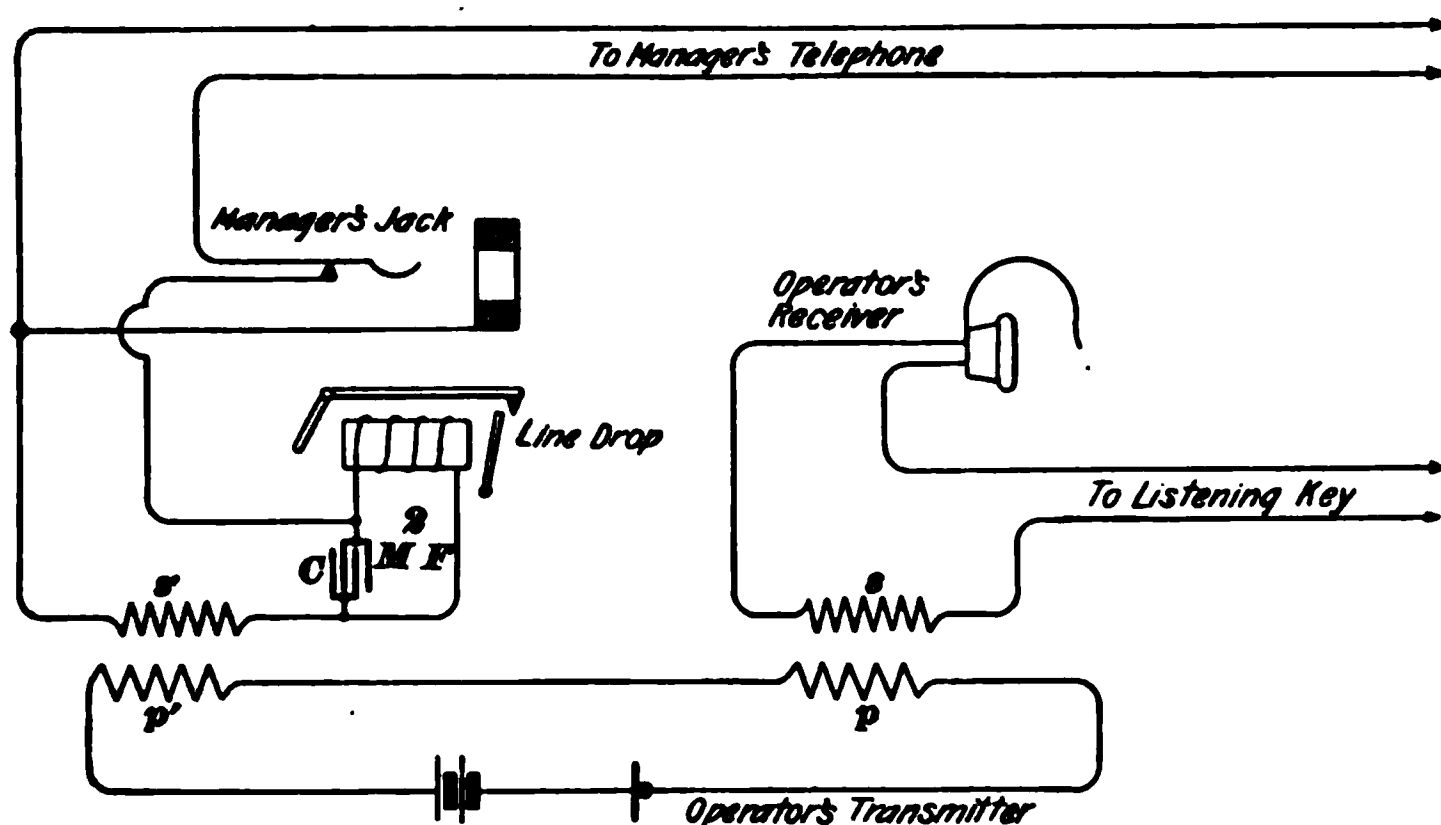 To Manager's Telephone
Manager's Jack
Operator's
Receiver
Line Drop
To Listening Key
2
M F
C
s'
s
p'
p
Operator's Transmitter